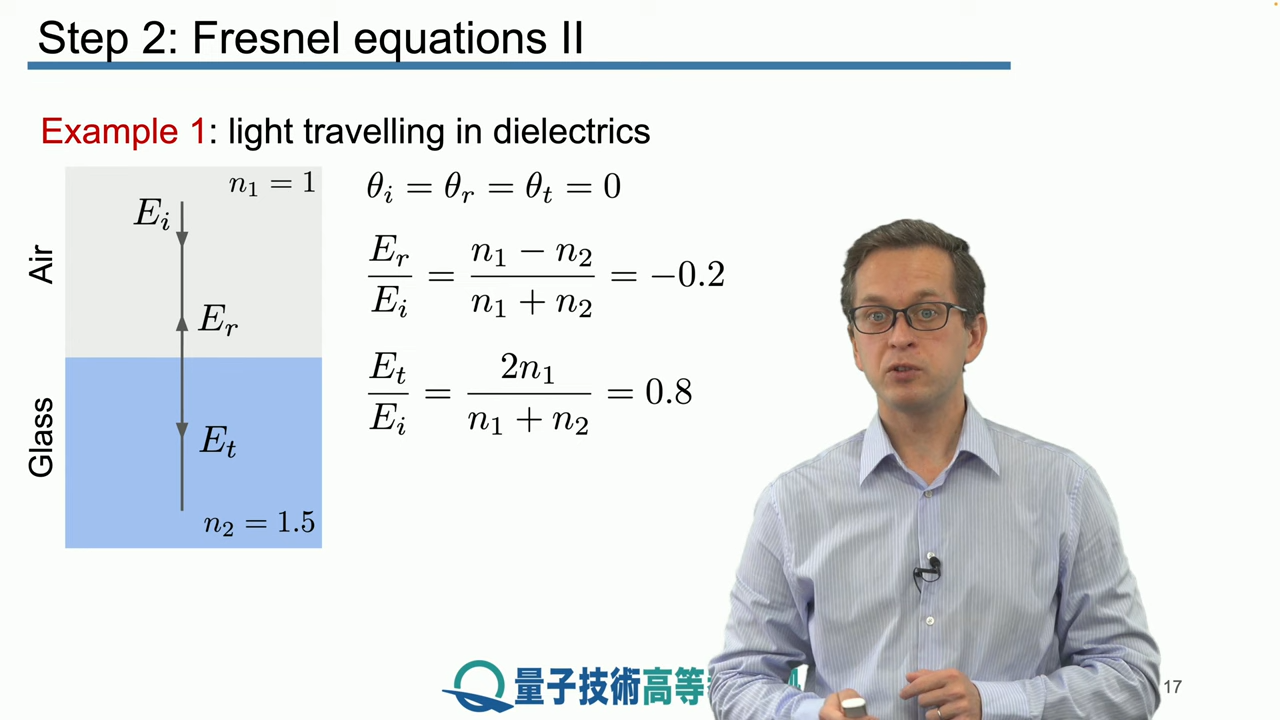 Step 2: Fresnel equations II
Example 1: light travelling in dielectrics
Air
n₁ = 1
Eᵢ
Eᵣ
Glass
Eₜ
n₂ = 1.5
θᵢ = θᵣ = θₜ = 0
Eᵣ/Eᵢ = (n₁ − n₂)/(n₁ + n₂) = −0.2
Eₜ/Eᵢ = 2n₁/(n₁ + n₂) = 0.8
量子技術高等
17